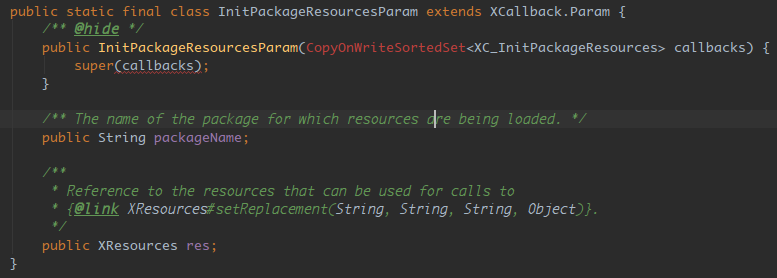 public static final class InitPackageResourcesParam extends XCallback.Param {
/** @hide */
public InitPackageResourcesParam(CopyOnWriteSortedSet<XC_InitPackageResources> callbacks) {
super(callbacks);
}
/** The name of the package for which resources are being loaded. */
public String packageName;
/**
* Reference to the resources that can be used for calls to
* {@link XResources#setReplacement(String, String, String, Object)}.
*/
public XResources res;
}